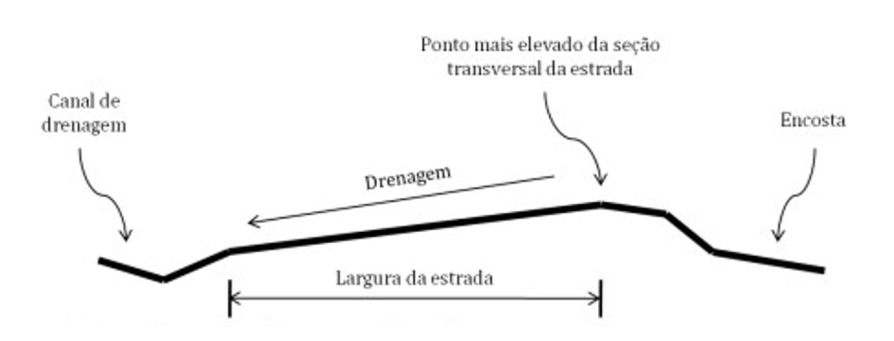 Ponto mais elevado da seção
transversal da estrada
Canal de
drenagem
Encosta
Drenagem
Largura da estrada